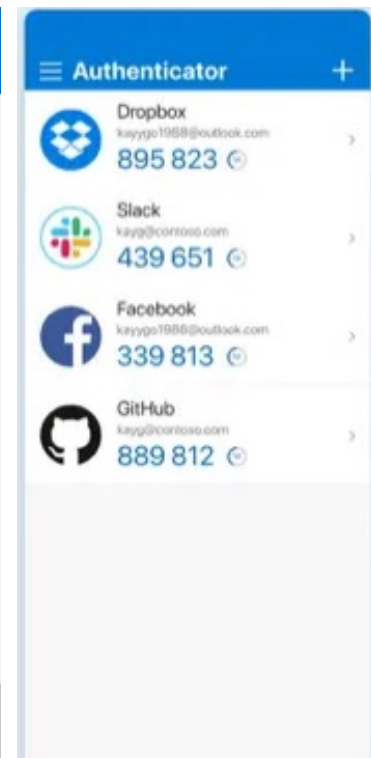 Authenticator
Dropbox
kayygo1988@outlook.com
895 823
Slack
kayg@contoso.com
439 651
Facebook
kayygo1988@outlook.com
339 813
GitHub
kayg@contoso.com
889 812